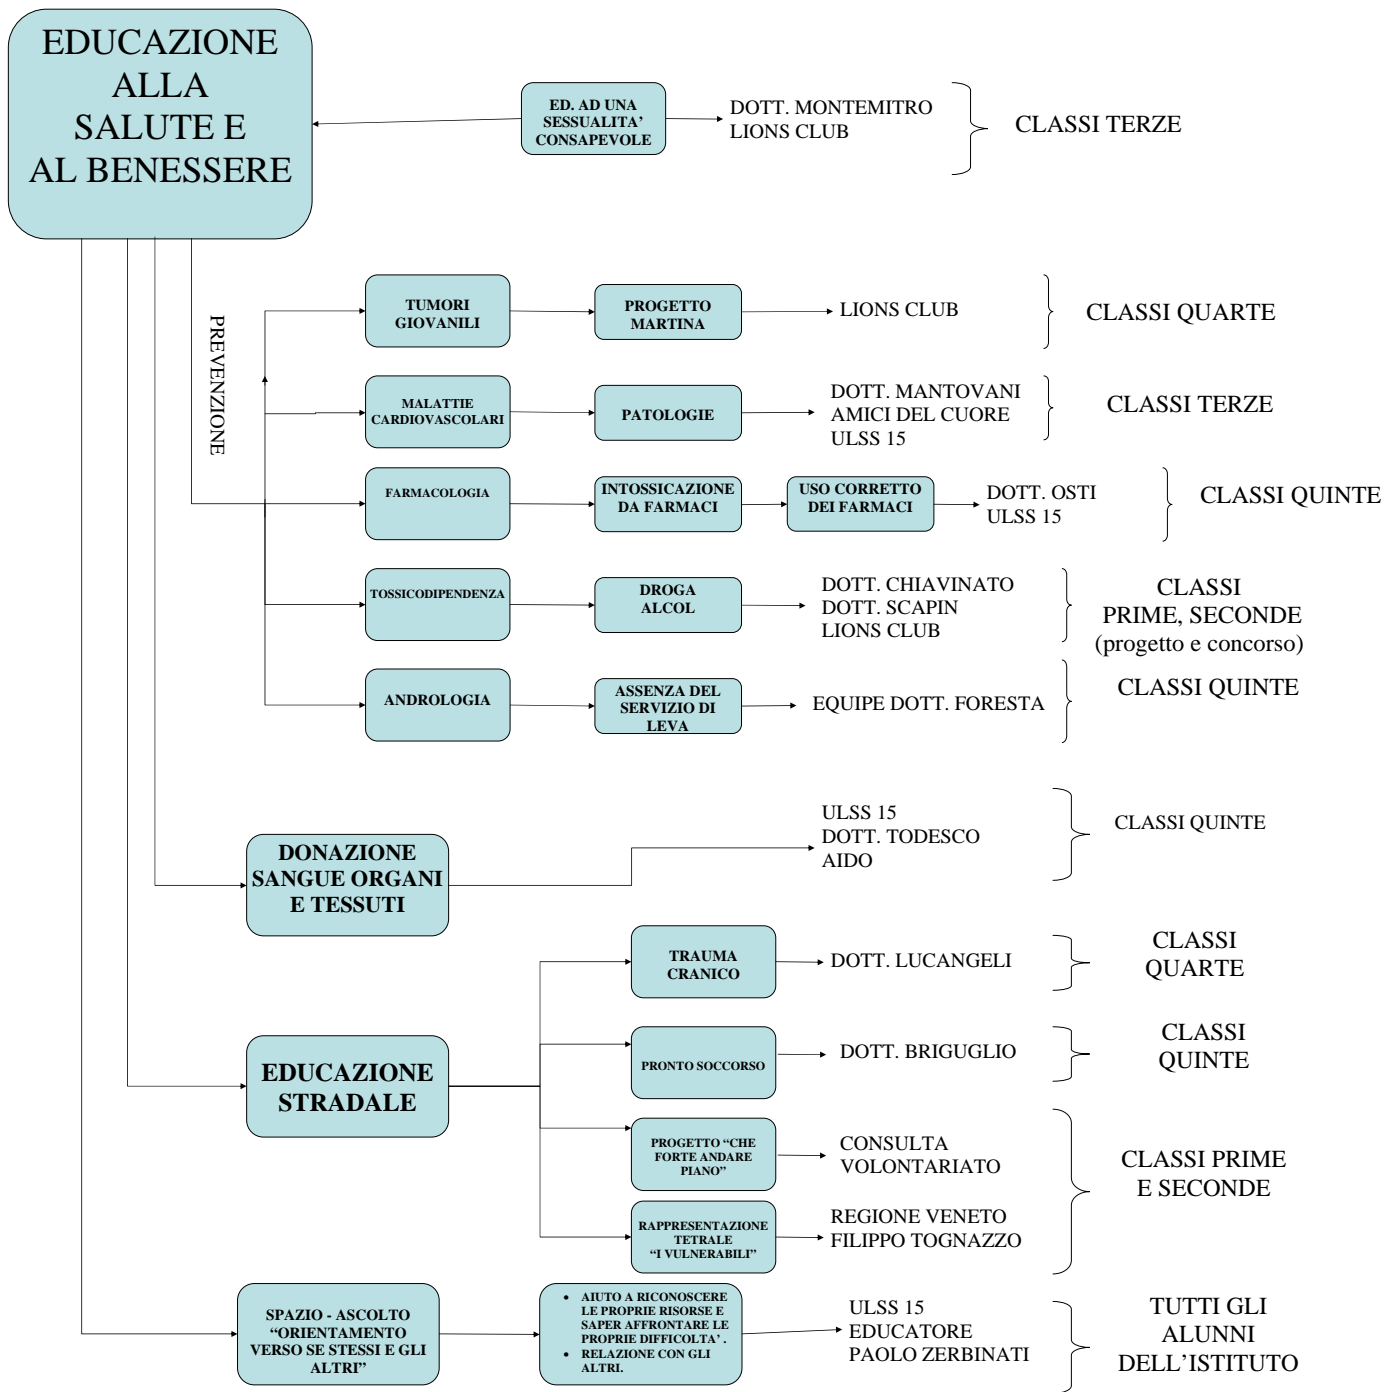 EDUCAZIONE
ALLA
SALUTE E
AL BENESSERE
ED. AD UNA
SESSUALITA’
CONSAPEVOLE
DOTT. MONTEMITRO
LIONS CLUB
CLASSI TERZE
PREVENZIONE
TUMORI
GIOVANILI
PROGETTO
MARTINA
LIONS CLUB
CLASSI QUARTE
MALATTIE
CARDIOVASCOLARI
PATOLOGIE
DOTT. MANTOVANI
AMICI DEL CUORE
ULSS 15
CLASSI TERZE
FARMACOLOGIA
INTOSSICAZIONE
DA FARMACI
USO CORRETTO
DEI FARMACI
DOTT. OSTI
ULSS 15
CLASSI QUINTE
TOSSICODIPENDENZA
DROGA
ALCOL
DOTT. CHIAVINATO
DOTT. SCAPIN
LIONS CLUB
CLASSI
PRIME, SECONDE
(progetto e concorso)
ANDROLOGIA
ASSENZA DEL
SERVIZIO DI
LEVA
EQUIPE DOTT. FORESTA
CLASSI QUINTE
DONAZIONE
SANGUE ORGANI
E TESSUTI
ULSS 15
DOTT. TODESCO
AIDO
CLASSI QUINTE
EDUCAZIONE
STRADALE
TRAUMA
CRANICO
DOTT. LUCANGELI
CLASSI
QUARTE
PRONTO SOCCORSO
DOTT. BRIGUGLIO
CLASSI
QUINTE
PROGETTO “CHE
FORTE ANDARE
PIANO”
CONSULTA
VOLONTARIATO
CLASSI PRIME
E SECONDE
RAPPRESENTAZIONE
TETRALE
“I VULNERABILI”
REGIONE VENETO
FILIPPO TOGNAZZO
SPAZIO - ASCOLTO
“ORIENTAMENTO
VERSO SE STESSI E GLI
ALTRI”
• AIUTO A RICONOSCERE
LE PROPRIE RISORSE E
SAPER AFFRONTARE LE
PROPRIE DIFFICOLTA’ .
• RELAZIONE CON GLI
ALTRI.
ULSS 15
EDUCATORE
PAOLO ZERBINATI
TUTTI GLI
ALUNNI
DELL’ISTITUTO